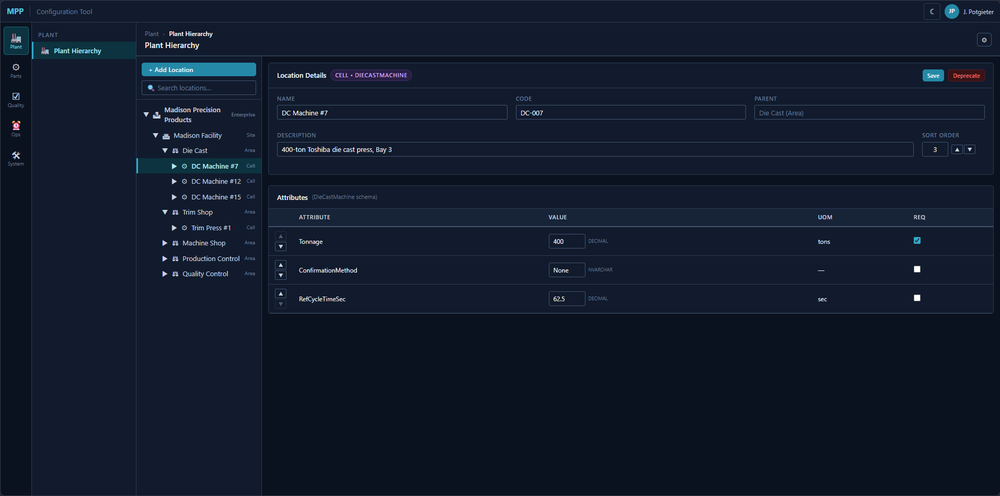 MPP
Configuration Tool
JP
J. Potgieter
Plant
Parts
Quality
Ops
System
PLANT
Plant Hierarchy
Plant › Plant Hierarchy
Plant Hierarchy
+ Add Location
Search locations...
Madison Precision Products Enterprise
Madison Facility Site
Die Cast Area
DC Machine #7 Cell
DC Machine #12 Cell
DC Machine #15 Cell
Trim Shop Area
Trim Press #1 Cell
Machine Shop Area
Production Control Area
Quality Control Area
Location Details CELL • DIECASTMACHINE
Save Deprecate
NAME CODE PARENT
DC Machine #7 DC-007 Die Cast (Area)
DESCRIPTION SORT ORDER
400-ton Toshiba die cast press, Bay 3 3
Attributes (DieCastMachine schema)
ATTRIBUTE VALUE UOM REQ
Tonnage 400 DECIMAL tons
ConfirmationMethod None NVARCHAR —
RefCycleTimeSec 62.5 DECIMAL sec